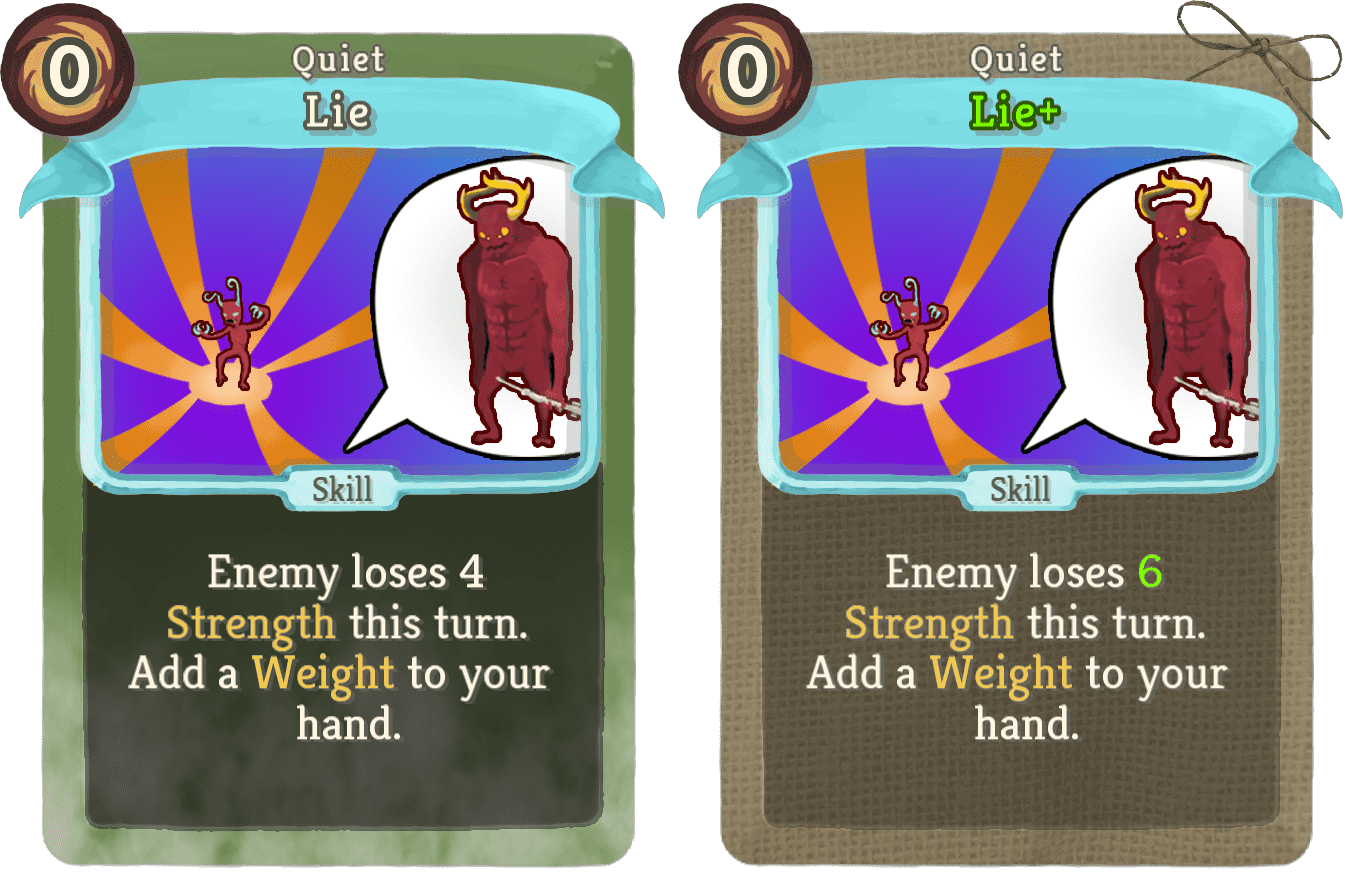 0
Quiet
Lie
Skill
Enemy loses 4
Strength this turn.
Add a Weight to your
hand.
0
Quiet
Lie+
Skill
Enemy loses 6
Strength this turn.
Add a Weight to your
hand.